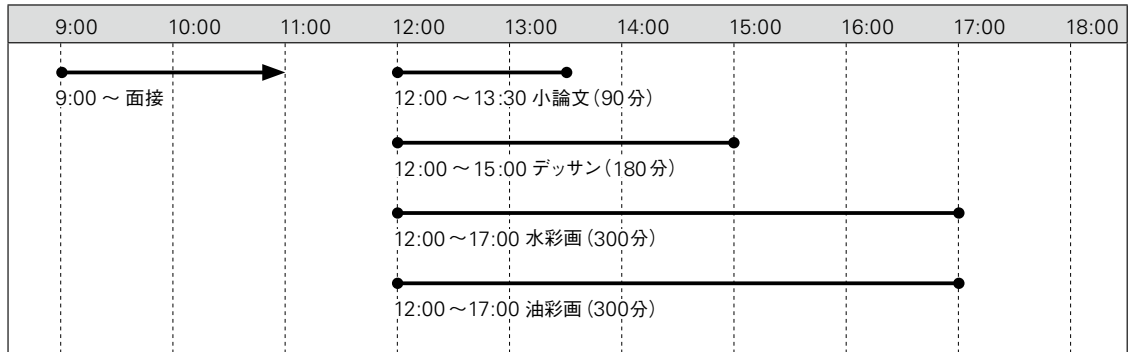 9:00 10:00 11:00 12:00 13:00 14:00 15:00 16:00 17:00 18:00
9:00 ～ 面接
12:00 ～ 13:30 小論文（90分）
12:00 ～ 15:00 デッサン（180分）
12:00 ～ 17:00 水彩画（300分）
12:00 ～ 17:00 油彩画（300分）